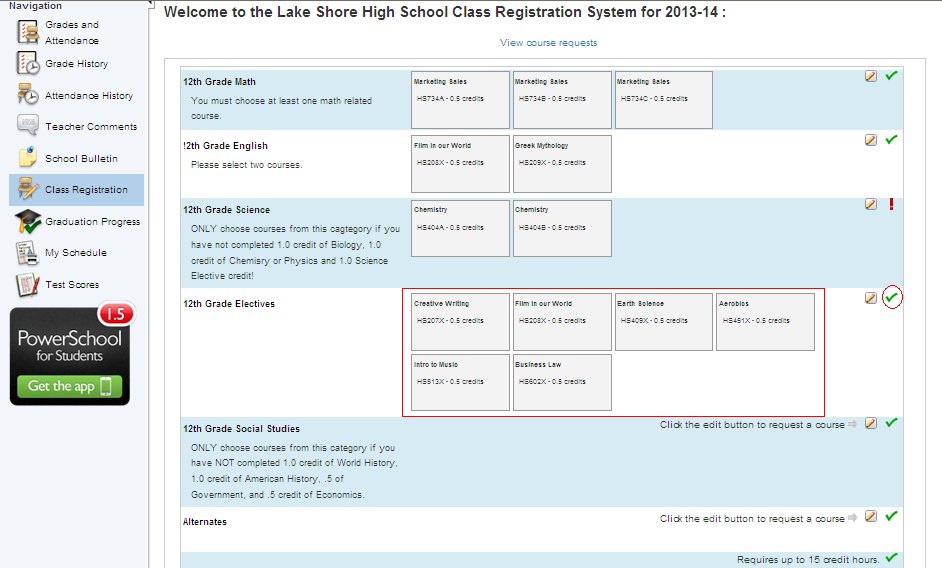 Navigation
Grades and
Attendance
Grade History
Attendance History
Teacher Comments
School Bulletin
Class Registration
Graduation Progress
My Schedule
Test Scores
1.5
PowerSchool
for Students
Get the app
Welcome to the Lake Shore High School Class Registration System for 2013-14 :
View course requests
12th Grade Math
You must choose at least one math related
course.
Marketing Sales
HS734A - 0.5 credits
Marketing Sales
HS734B - 0.5 credits
Marketing Sales
HS734C - 0.5 credits
!2th Grade English
Please select two courses.
Film in our World
HS208X - 0.5 credits
Greek Mythology
HS209X - 0.5 credits
12th Grade Science
ONLY choose courses from this cagtegory if you
have not completed 1.0 credit of Biology, 1.0
credit of Chemisry or Physics and 1.0 Science
Elective credit!
Chemistry
HS404A - 0.5 credits
Chemistry
HS404B - 0.5 credits
12th Grade Electives
Creative Writing
HS207X - 0.5 credits
Film in our World
HS208X - 0.5 credits
Earth Science
HS409X - 0.5 credits
Aerobics
HS451X - 0.5 credits
Intro to Music
HS513X - 0.5 credits
Business Law
HS602X - 0.5 credits
12th Grade Social Studies
ONLY choose courses from this category if you
have NOT completed 1.0 credit of World History,
1.0 credit of American History, .5 of
Government, and .5 credit of Economics.
Click the edit button to request a course
Alternates
Click the edit button to request a course
Requires up to 15 credit hours.